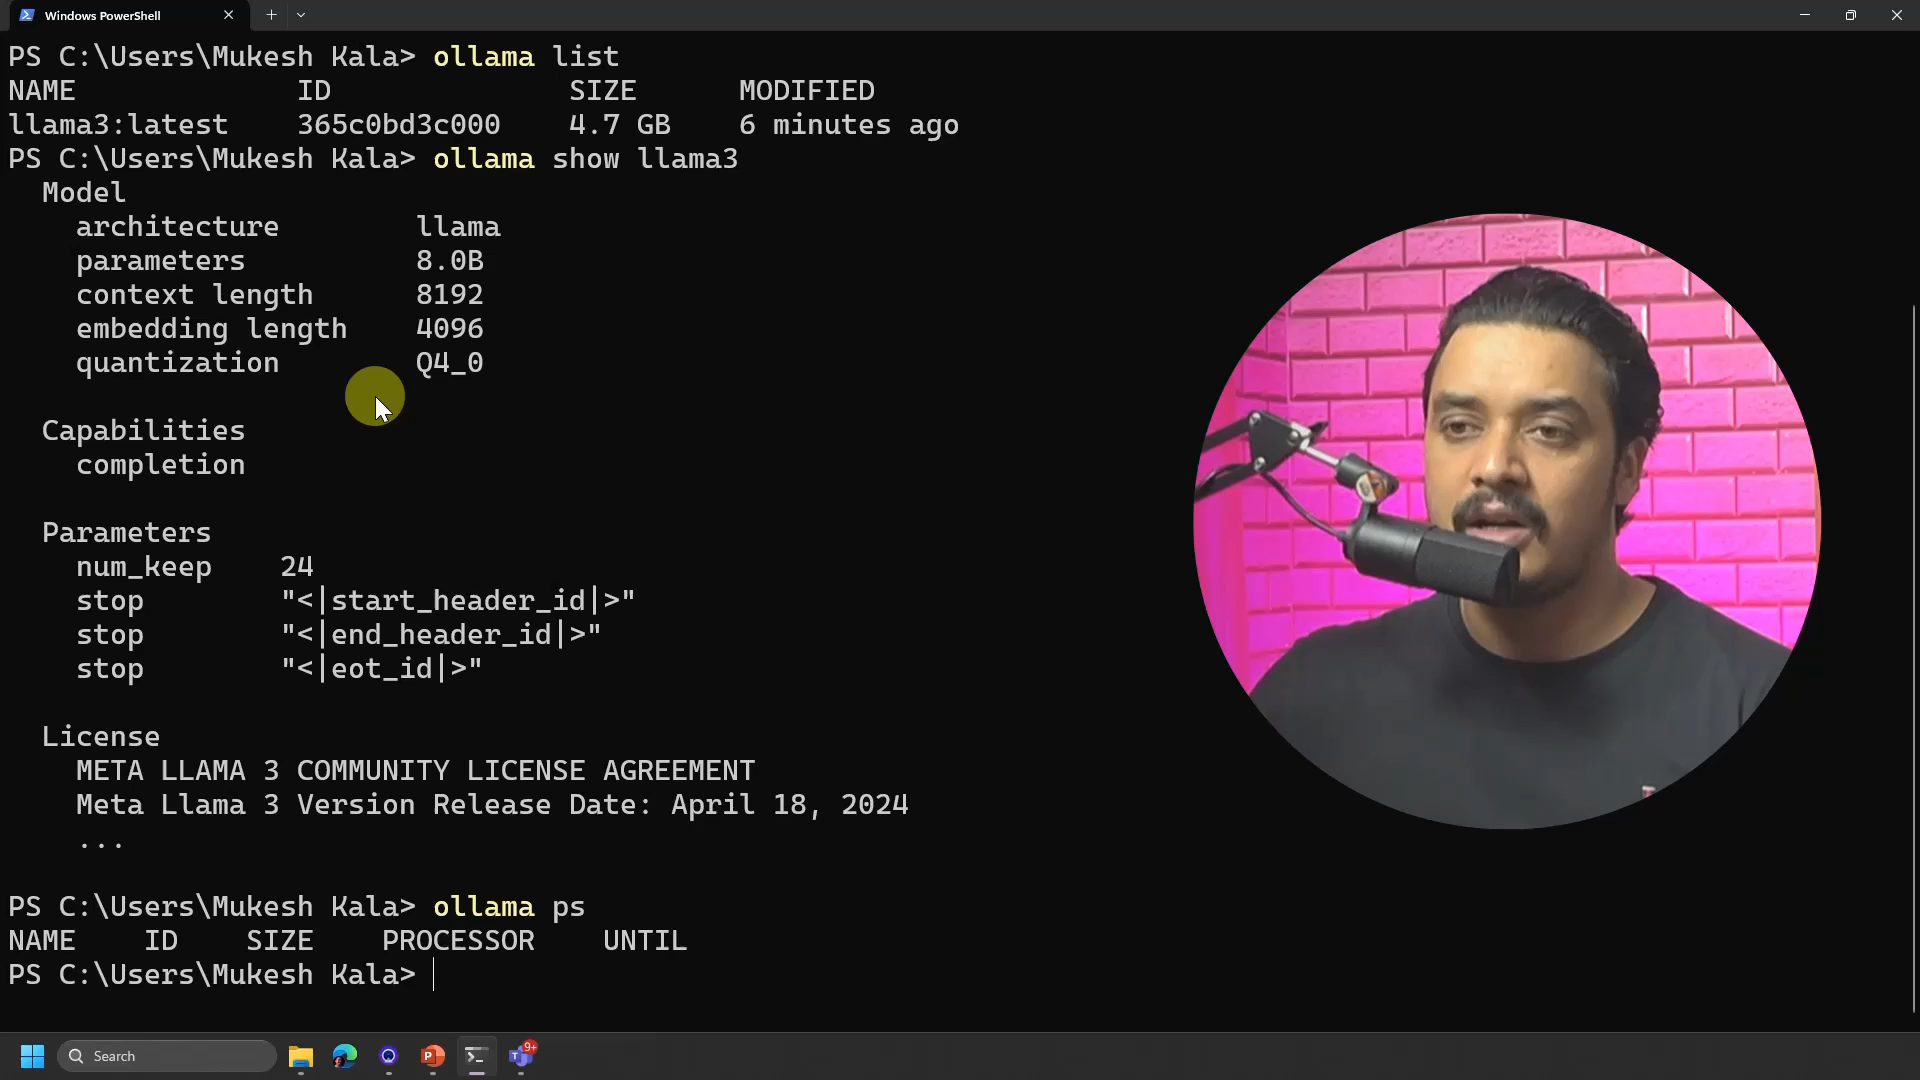 Windows PowerShell
PS C:\Users\Mukesh Kala> ollama list
NAME ID SIZE MODIFIED
llama3:latest 365c0bd3c000 4.7 GB 6 minutes ago
PS C:\Users\Mukesh Kala> ollama show llama3
Model
architecture llama
parameters 8.0B
context length 8192
embedding length 4096
quantization Q4_0
Capabilities
completion
Parameters
num_keep 24
stop "<|start_header_id|>"
stop "<|end_header_id|>"
stop "<|eot_id|>"
License
META LLAMA 3 COMMUNITY LICENSE AGREEMENT
Meta Llama 3 Version Release Date: April 18, 2024
...
PS C:\Users\Mukesh Kala> ollama ps
NAME ID SIZE PROCESSOR UNTIL
PS C:\Users\Mukesh Kala>
Search
9+